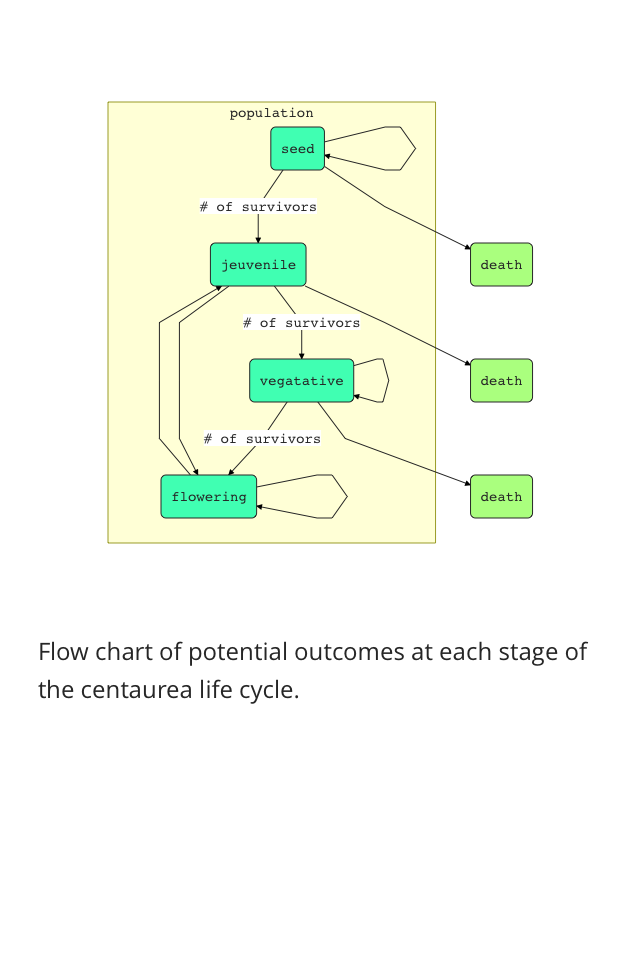 population
seed
# of survivors
jeuvenile
death
# of survivors
vegatative
death
# of survivors
flowering
death
Flow chart of potential outcomes at each stage of
the centaurea life cycle.